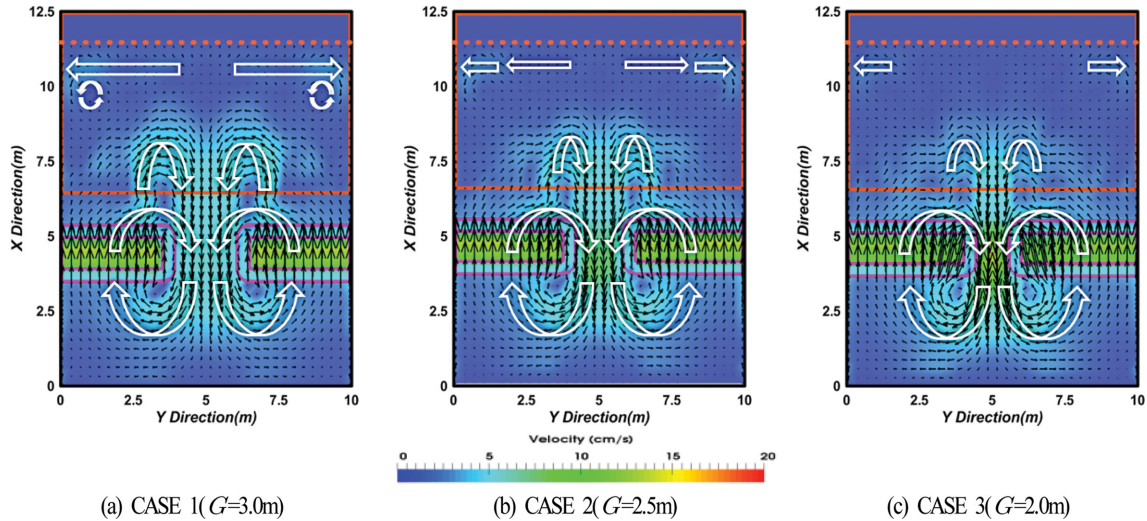 12.5
10
7.5
5
2.5
0
X Direction(m)
0 2.5 5 7.5 10
Y Direction(m)
12.5
10
7.5
5
2.5
0
X Direction(m)
0 2.5 5 7.5 10
Y Direction(m)
12.5
10
7.5
5
2.5
0
X Direction(m)
0 2.5 5 7.5 10
Y Direction(m)
Velocity (cm/s)
0 5 10 15 20
(a) CASE 1(G=3.0m)
(b) CASE 2(G=2.5m)
(c) CASE 3(G=2.0m)